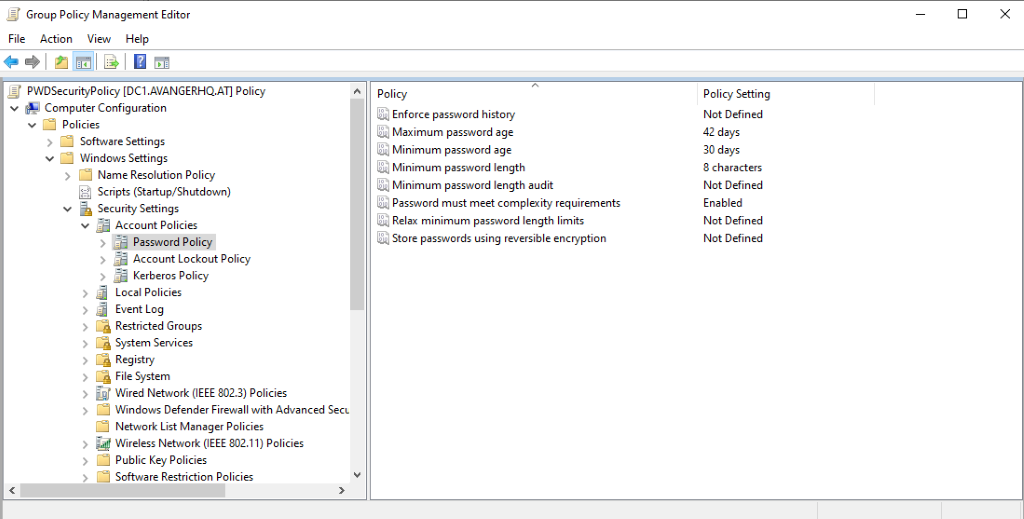 Group Policy Management Editor
File Action View Help
PWDSecurityPolicy [DC1.AVANGERHQ.AT] Policy
Computer Configuration
Policies
Software Settings
Windows Settings
Name Resolution Policy
Scripts (Startup/Shutdown)
Security Settings
Account Policies
Password Policy
Account Lockout Policy
Kerberos Policy
Local Policies
Event Log
Restricted Groups
System Services
Registry
File System
Wired Network (IEEE 802.3) Policies
Windows Defender Firewall with Advanced Secu
Network List Manager Policies
Wireless Network (IEEE 802.11) Policies
Public Key Policies
Software Restriction Policies
Policy Policy Setting
Enforce password history Not Defined
Maximum password age 42 days
Minimum password age 30 days
Minimum password length 8 characters
Minimum password length audit Not Defined
Password must meet complexity requirements Enabled
Relax minimum password length limits Not Defined
Store passwords using reversible encryption Not Defined